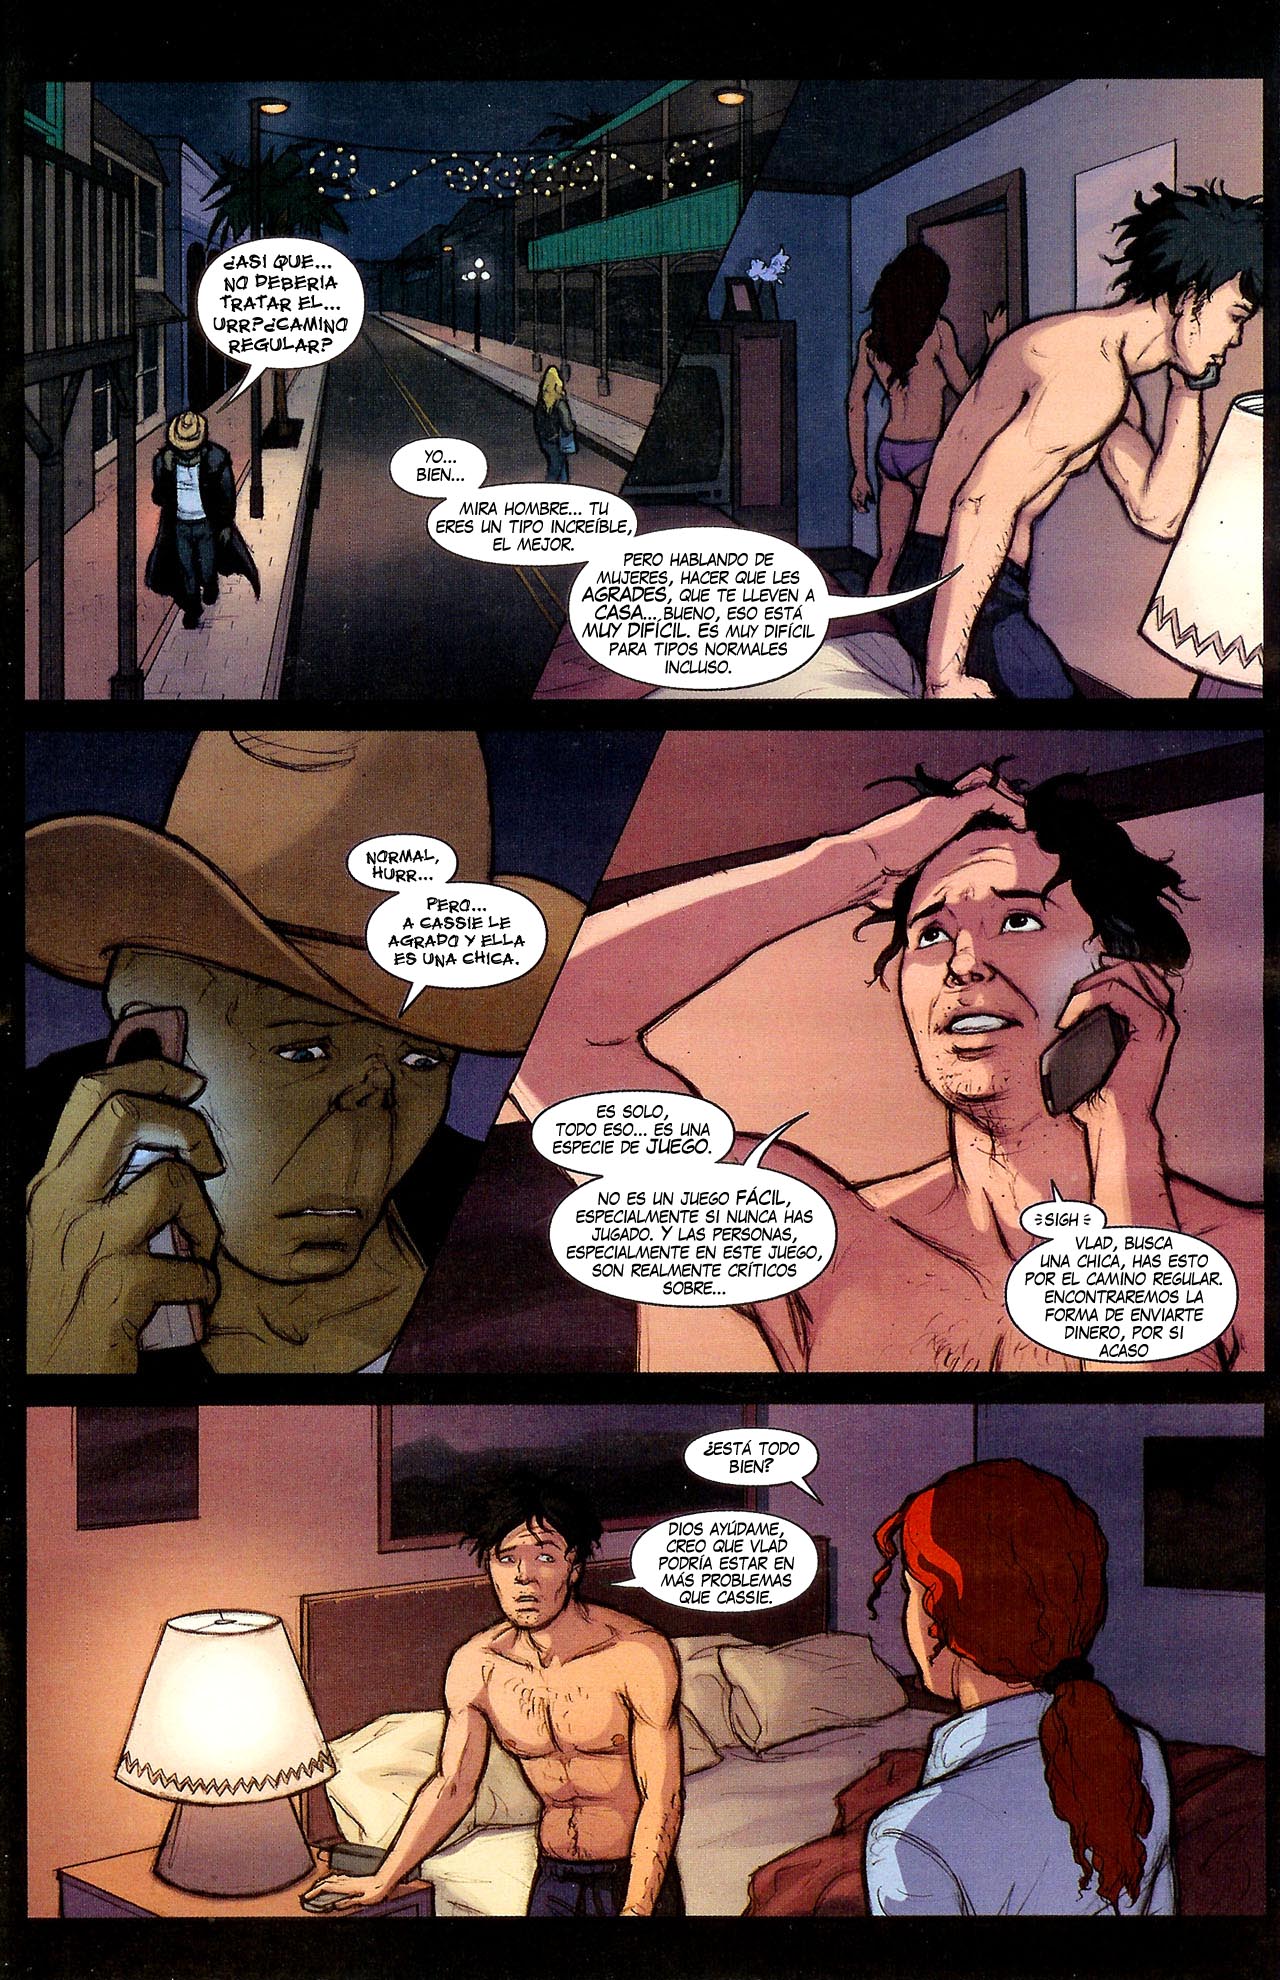 ¿ASI QUE...
NO DEBERIA
TRATAR EL...
URR?¿CAMINO
REGULAR?
YO...
BIEN...
MIRA HOMBRE... TU
ERES UN TIPO INCREÍBLE,
EL MEJOR.
PERO HABLANDO DE
MUJERES, HACER QUE LES
AGRADES, QUE TE LLEVEN A
CASA... BUENO, ESO ESTÁ
MUY DIFÍCIL. ES MUY DIFÍCIL
PARA TIPOS NORMALES
INCLUSO.
NORMAL,
HURR...
PERO...
A CASSIE LE
AGRADO Y ELLA
ES UNA CHICA.
ES SOLO,
TODO ESO... ES UNA
ESPECIE DE JUEGO.
NO ES UN JUEGO FÁCIL,
ESPECIALMENTE SI NUNCA HAS
JUGADO. Y LAS PERSONAS,
ESPECIALMENTE EN ESTE JUEGO,
SON REALMENTE CRÍTICOS
SOBRE...
SIGH
VLAD, BUSCA
UNA CHICA, HAS ESTO
POR EL CAMINO REGULAR.
ENCONTRAREMOS LA
FORMA DE ENVIARTE
DINERO, POR SI
ACASO
¿ESTÁ TODO
BIEN?
DIOS AYÚDAME,
CREO QUE VLAD
PODRÍA ESTAR EN
MÁS PROBLEMAS
QUE CASSIE.